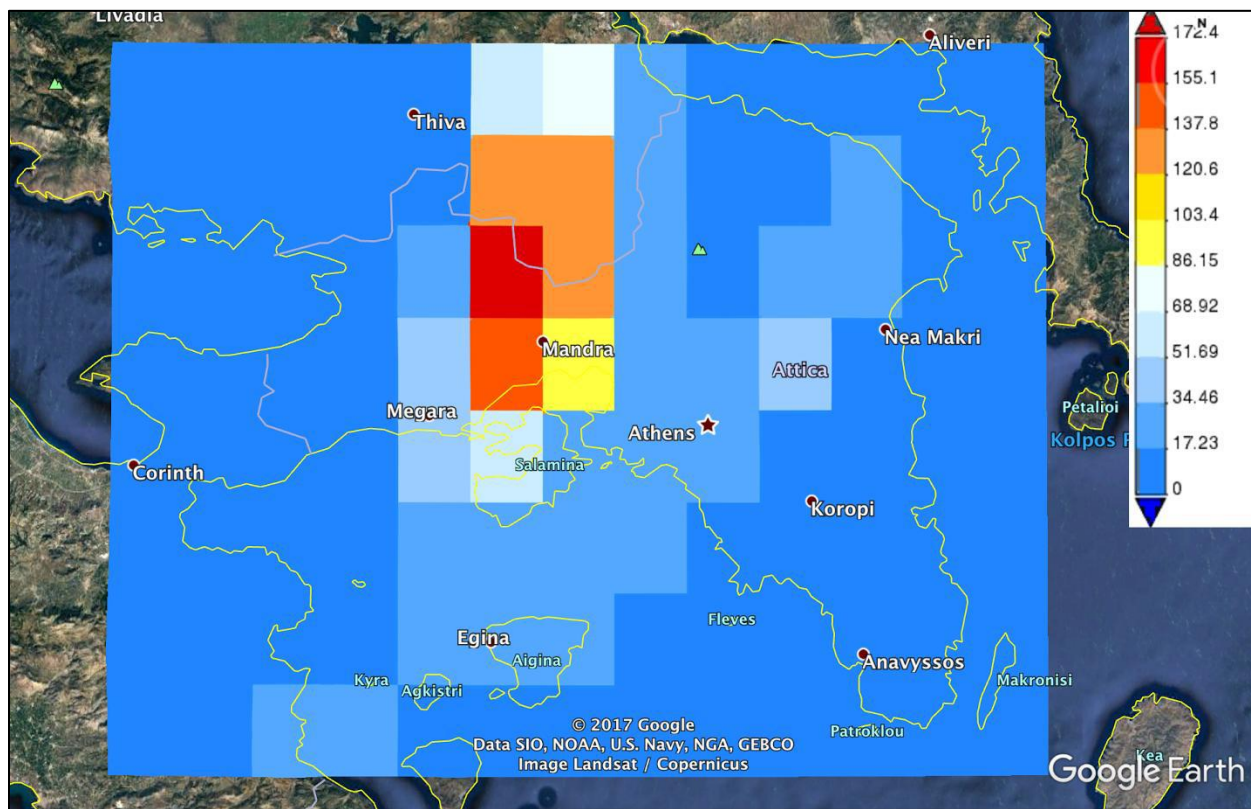 Livadia
N
172.4
Aliveri
155.1
Thiva
137.8
120.6
103.4
86.15
68.92
Nea Makri
Mandra
51.69
Attica
34.46
Petalioi
Megara
17.23
Athens
Kolpos P
Salamina
Corinth
0
Koropi
Fleves
Egina
Aigina
Anavyssos
Kyra
Agkistri
Makronisi
© 2017 Google
Data SIO, NOAA, U.S. Navy, NGA, GEBCO
Image Landsat / Copernicus
Patroklou
Kea
Google Earth